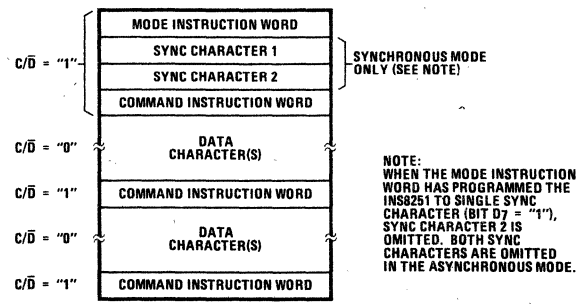 MODE INSTRUCTION WORD
C/D̅ = "1"
SYNC CHARACTER 1
SYNC CHARACTER 2
SYNCHRONOUS MODE
ONLY (SEE NOTE)
COMMAND INSTRUCTION WORD
C/D̅ = "0"
DATA
CHARACTER(S)
C/D̅ = "1"
COMMAND INSTRUCTION WORD
C/D̅ = "0"
DATA
CHARACTER(S)
C/D̅ = "1"
COMMAND INSTRUCTION WORD
NOTE:
WHEN THE MODE INSTRUCTION
WORD HAS PROGRAMMED THE
INS8251 TO SINGLE SYNC
CHARACTER (BIT D7 = "1"),
SYNC CHARACTER 2 IS
OMITTED. BOTH SYNC
CHARACTERS ARE OMITTED
IN THE ASYNCHRONOUS MODE.